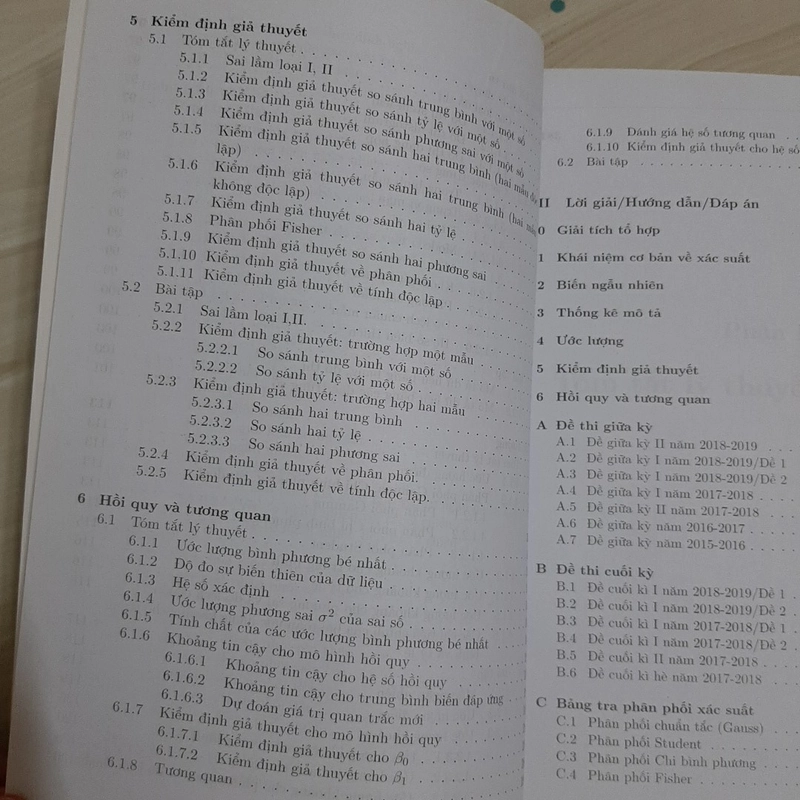 5 Kiểm định giả thuyết
5.1 Tóm tắt lý thuyết
5.1.1 Sai lầm loại I, II
5.1.2 Kiểm định giả thuyết so sánh trung bình với một số
5.1.3 Kiểm định giả thuyết so sánh tỷ lệ với một số
5.1.4 Kiểm định giả thuyết so sánh phương sai với một số
5.1.5 Kiểm định giả thuyết so sánh hai trung bình (hai mẫu độc
lập)
5.1.6 Kiểm định giả thuyết so sánh hai trung bình (hai mẫu
không độc lập)
5.1.7 Kiểm định giả thuyết so sánh hai tỷ lệ
5.1.8 Phân phối Fisher
5.1.9 Kiểm định giả thuyết so sánh hai phương sai
5.1.10 Kiểm định giả thuyết về phân phối
5.1.11 Kiểm định giả thuyết về tính độc lập
5.2 Bài tập
5.2.1 Sai lầm loại I,II.
5.2.2 Kiểm định giả thuyết: trường hợp một mẫu
5.2.2.1 So sánh trung bình với một số
5.2.2.2 So sánh tỷ lệ với một số
5.2.3 Kiểm định giả thuyết: trường hợp hai mẫu
5.2.3.1 So sánh hai trung bình
5.2.3.2 So sánh hai tỷ lệ
5.2.3.3 So sánh hai phương sai
5.2.4 Kiểm định giả thuyết về phân phối.
5.2.5 Kiểm định giả thuyết về tính độc lập.
6 Hồi quy và tương quan
6.1 Tóm tắt lý thuyết
6.1.1 Ước lượng bình phương bé nhất
6.1.2 Độ đo sự biến thiên của dữ liệu
6.1.3 Hệ số xác định
6.1.4 Ước lượng phương sai σ² của sai số
6.1.5 Tính chất của các ước lượng bình phương bé nhất
6.1.6 Khoảng tin cậy cho mô hình hồi quy
6.1.6.1 Khoảng tin cậy cho hệ số hồi quy
6.1.6.2 Khoảng tin cậy cho trung bình biến đáp ứng
6.1.6.3 Dự đoán giá trị quan trắc mới
6.1.7 Kiểm định giả thuyết cho mô hình hồi quy
6.1.7.1 Kiểm định giả thuyết cho β₀
6.1.7.2 Kiểm định giả thuyết cho β₁
6.1.8 Tương quan
6.1.9 Đánh giá hệ số tương quan
6.1.10 Kiểm định giả thuyết cho hệ số
6.2 Bài tập
II Lời giải/Hướng dẫn/Đáp án
0 Giải tích tổ hợp
1 Khái niệm cơ bản về xác suất
2 Biến ngẫu nhiên
3 Thống kê mô tả
4 Ước lượng
5 Kiểm định giả thuyết
6 Hồi quy và tương quan
A Đề thi giữa kỳ
A.1 Đề giữa kỳ II năm 2018-2019
A.2 Đề giữa kỳ I năm 2018-2019/Đề 1
A.3 Đề giữa kỳ I năm 2018-2019/Đề 2
A.4 Đề giữa kỳ I năm 2017-2018
A.5 Đề giữa kỳ II năm 2017-2018
A.6 Đề giữa kỳ năm 2016-2017
A.7 Đề giữa kỳ năm 2015-2016
B Đề thi cuối kỳ
B.1 Đề cuối kì I năm 2018-2019/Đề 1
B.2 Đề cuối kì I năm 2018-2019/Đề 2
B.3 Đề cuối kì I năm 2017-2018/Đề 1
B.4 Đề cuối kì I năm 2017-2018/Đề 2
B.5 Đề cuối kì II năm 2017-2018
B.6 Đề cuối kì hè năm 2017-2018
C Bảng tra phân phối xác suất
C.1 Phân phối chuẩn tắc (Gauss)
C.2 Phân phối Student
C.3 Phân phối Chi bình phương
C.4 Phân phối Fisher